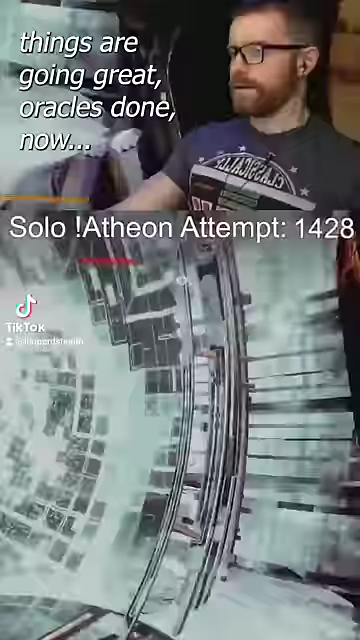 things are
going great,
oracles done,
now...
Solo !Atheon Attempt: 1428
TikTok